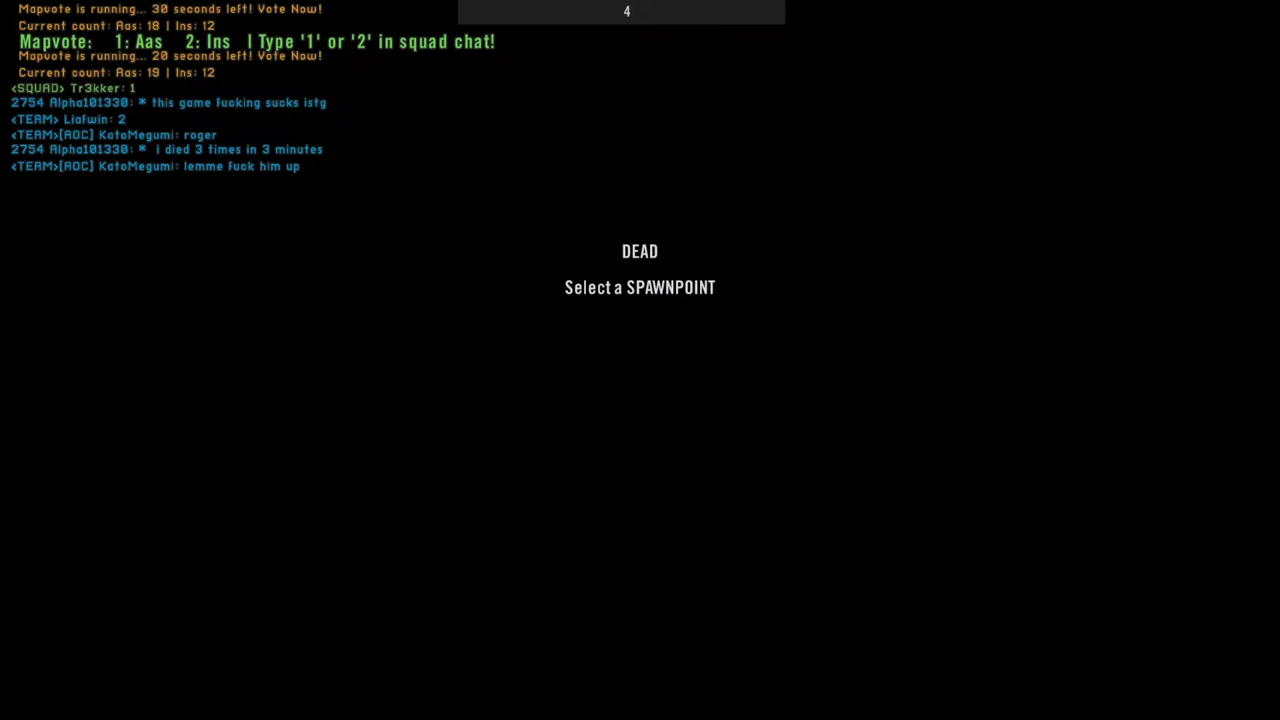 Mapvote is running... 30 seconds left! Vote Now!
4
Current count: Aas: 18 | Ins: 12
Mapvote: 1: Aas 2: Ins | Type '1' or '2' in squad chat!
Mapvote is running... 20 seconds left! Vote Now!
Current count: Aas: 19 | Ins: 12
<SQUAD> Tr3kker: 1
2754 Alpha101330: * this game fucking sucks istg
<TEAM> Liafwin: 2
<TEAM>[AOC] KatoMegumi: roger
2754 Alpha101330: * i died 3 times in 3 minutes
<TEAM>[AOC] KatoMegumi: lemme fuck him up
DEAD
Select a SPAWNPOINT